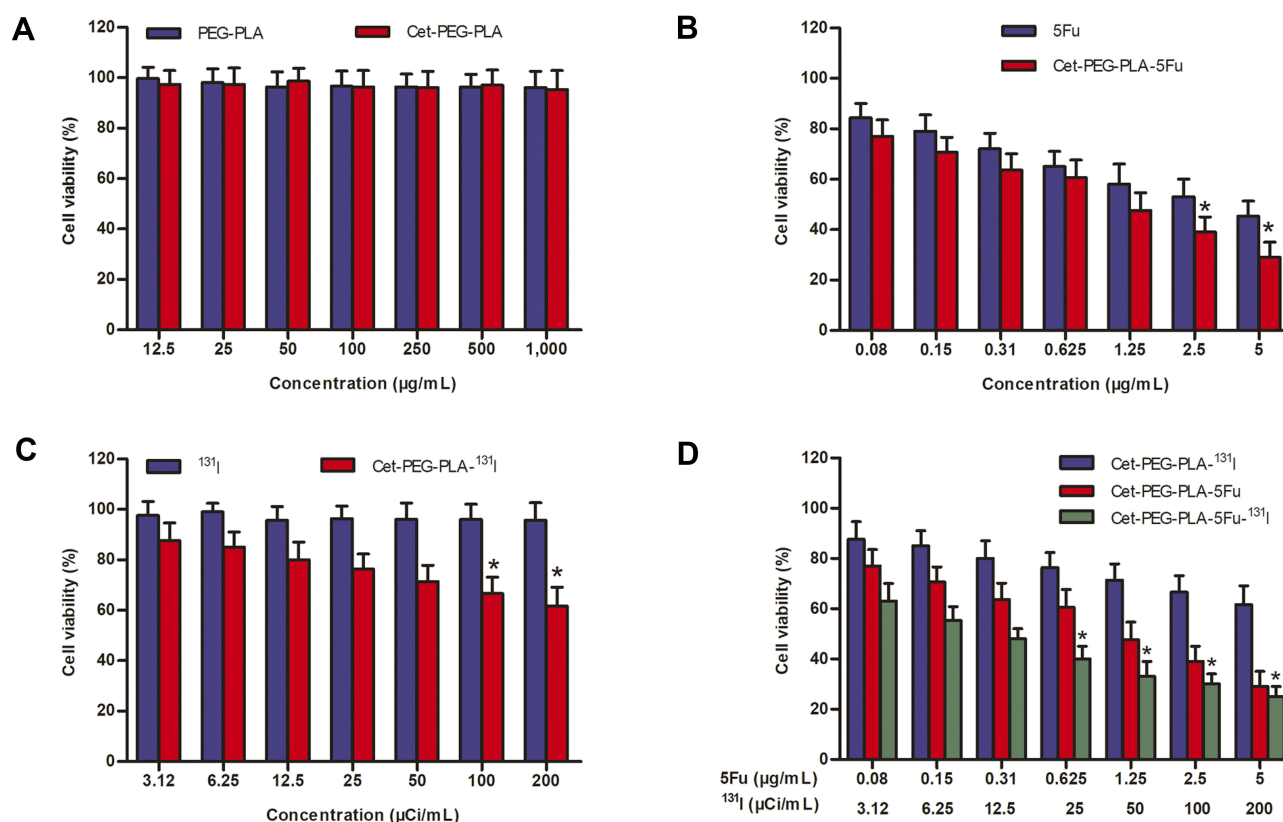 A
PEG-PLA
Cet-PEG-PLA
Cell viability (%)
120
100
80
60
40
20
0
12.5 25 50 100 250 500 1,000
Concentration (µg/mL)
B
5Fu
Cet-PEG-PLA-5Fu
Cell viability (%)
120
100
80
60
40
20
0
* *
0.08 0.15 0.31 0.625 1.25 2.5 5
Concentration (µg/mL)
C
¹³¹I
Cet-PEG-PLA-¹³¹I
Cell viability (%)
120
100
80
60
40
20
0
* *
3.12 6.25 12.5 25 50 100 200
Concentration (µCi/mL)
D
Cet-PEG-PLA-¹³¹I
Cet-PEG-PLA-5Fu
Cet-PEG-PLA-5Fu-¹³¹I
Cell viability (%)
120
100
80
60
40
20
0
* * * *
5Fu (µg/mL) 0.08 0.15 0.31 0.625 1.25 2.5 5
¹³¹I (µCi/mL) 3.12 6.25 12.5 25 50 100 200